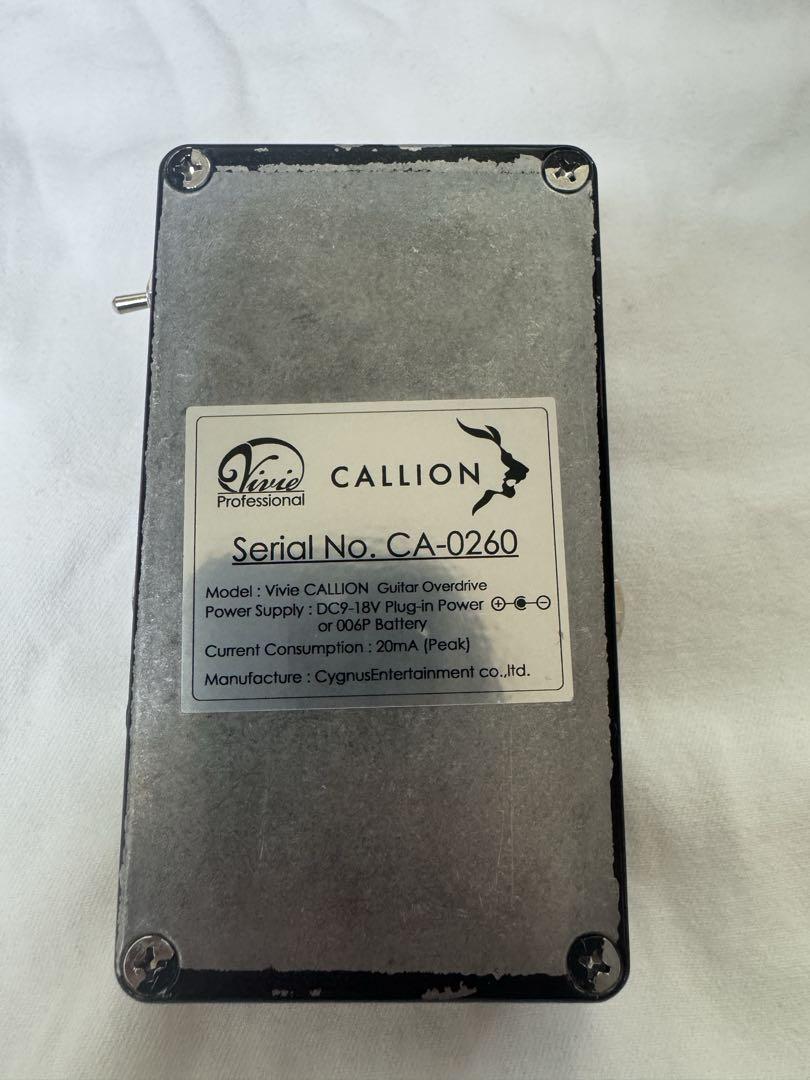 Vivie
Professional
CALLION
Serial No. CA-0260
Model : Vivie CALLION Guitar Overdrive
Power Supply : DC9-18V Plug-in Power
or 006P Battery
Current Consumption : 20mA (Peak)
Manufacture : CygnusEntertainment co.,ltd.